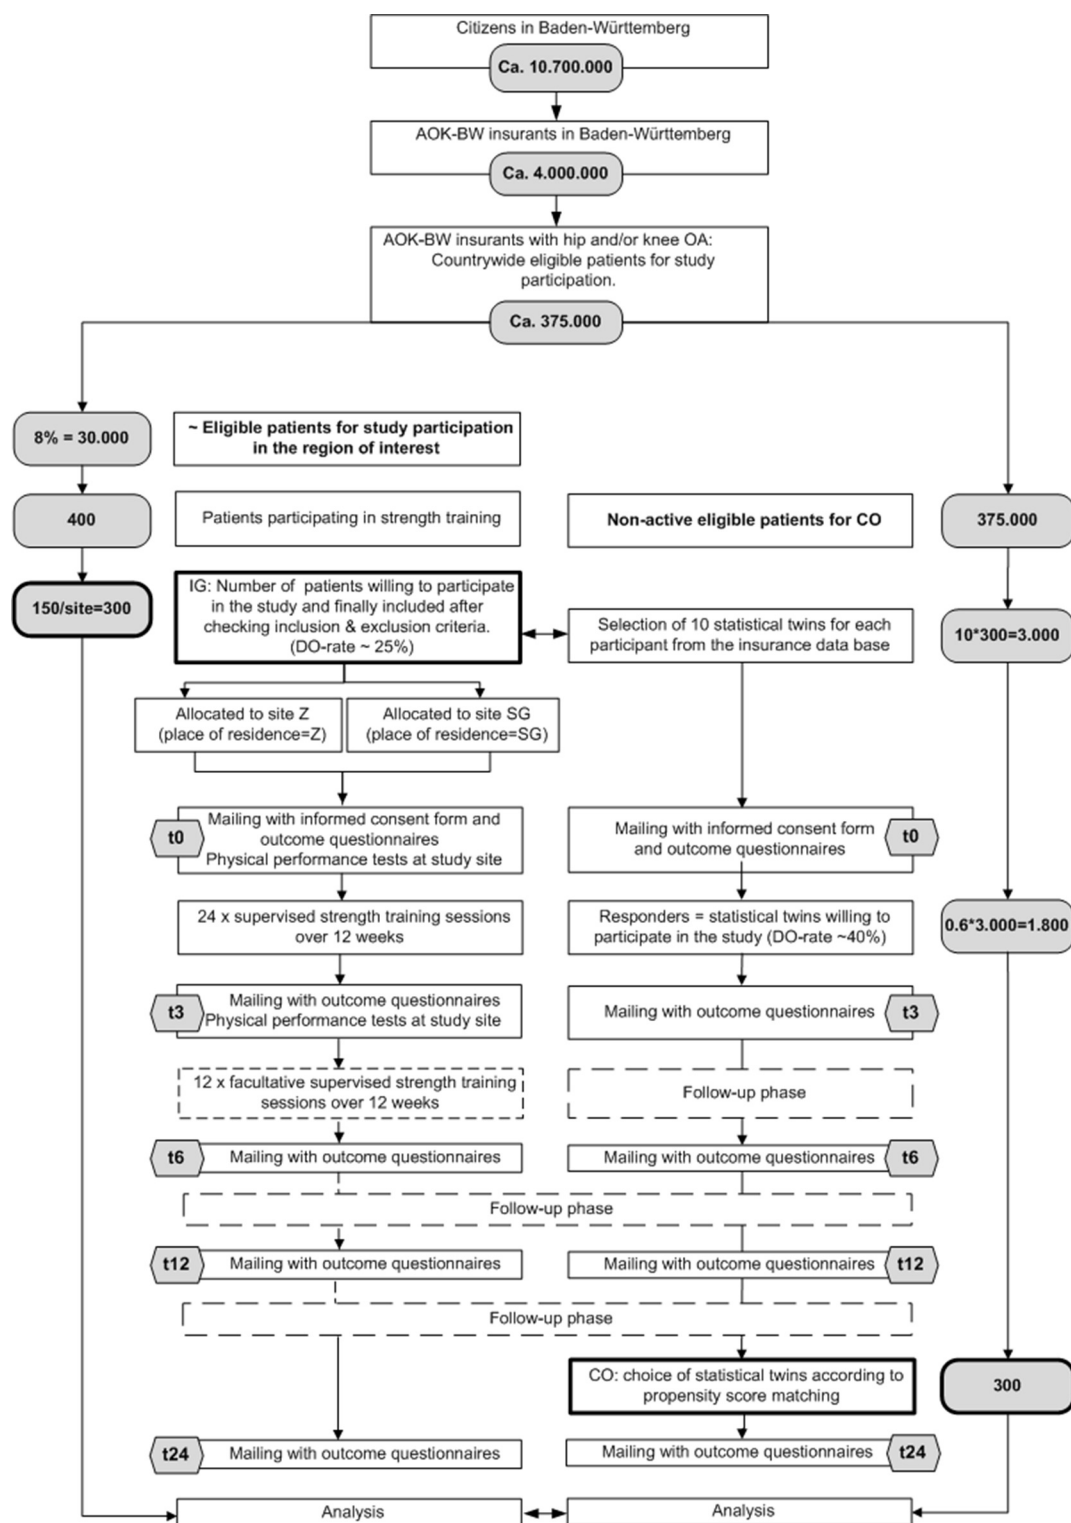 Citizens in Baden-Württemberg
Ca. 10.700.000
AOK-BW insurants in Baden-Württemberg
Ca. 4.000.000
AOK-BW insurants with hip and/or knee OA:
Countrywide eligible patients for study
participation.
Ca. 375.000
8% = 30.000
~ Eligible patients for study participation
in the region of interest
400
Patients participating in strength training
Non-active eligible patients for CO
375.000
150/site=300
IG: Number of patients willing to participate
in the study and finally included after
checking inclusion & exclusion criteria.
(DO-rate ~ 25%)
Selection of 10 statistical twins for each
participant from the insurance data base
10*300=3.000
Allocated to site Z
(place of residence=Z)
Allocated to site SG
(place of residence=SG)
t0
Mailing with informed consent form and
outcome questionnaires
Physical performance tests at study site
Mailing with informed consent form
and outcome questionnaires
t0
24 x supervised strength training sessions
over 12 weeks
Responders = statistical twins willing to
participate in the study (DO-rate ~40%)
0.6*3.000=1.800
t3
Mailing with outcome questionnaires
Physical performance tests at study site
Mailing with outcome questionnaires
t3
12 x facultative supervised strength training
sessions over 12 weeks
Follow-up phase
t6
Mailing with outcome questionnaires
Mailing with outcome questionnaires
t6
Follow-up phase
t12
Mailing with outcome questionnaires
Mailing with outcome questionnaires
t12
Follow-up phase
CO: choice of statistical twins according to
propensity score matching
300
t24
Mailing with outcome questionnaires
Mailing with outcome questionnaires
t24
Analysis
Analysis